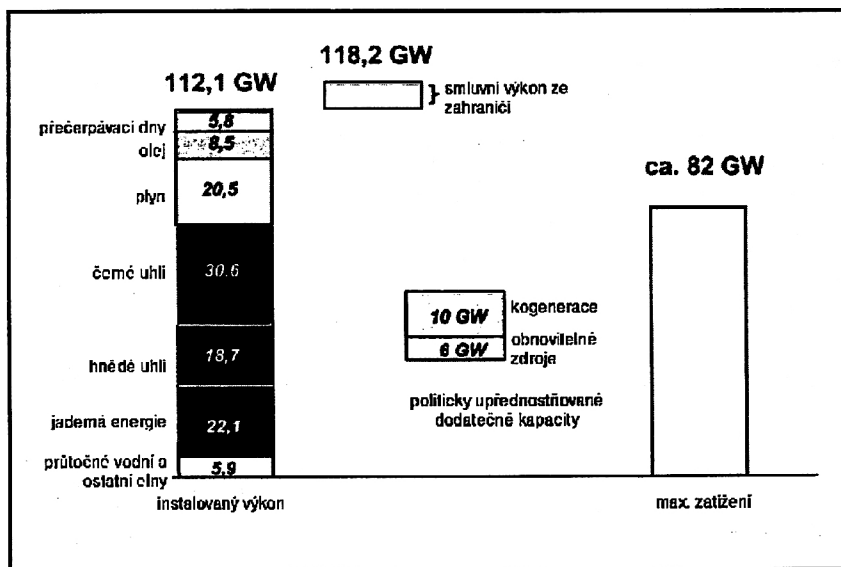 118,2 GW
112,1 GW
smluvní výkon ze
zahraničí
přečerpávací dny
5,8
olej
8,5
ca. 82 GW
plyn
20,5
černé uhlí
30.6
10 GW
kogenerace
6 GW
obnovitelné
zdroje
hnědé uhlí
18,7
politicky upřednostňované
dodatečné kapacity
jaderná energie
22,1
průtočné vodní a
ostatní elny
5,9
instalovaný výkon
max. zatížení